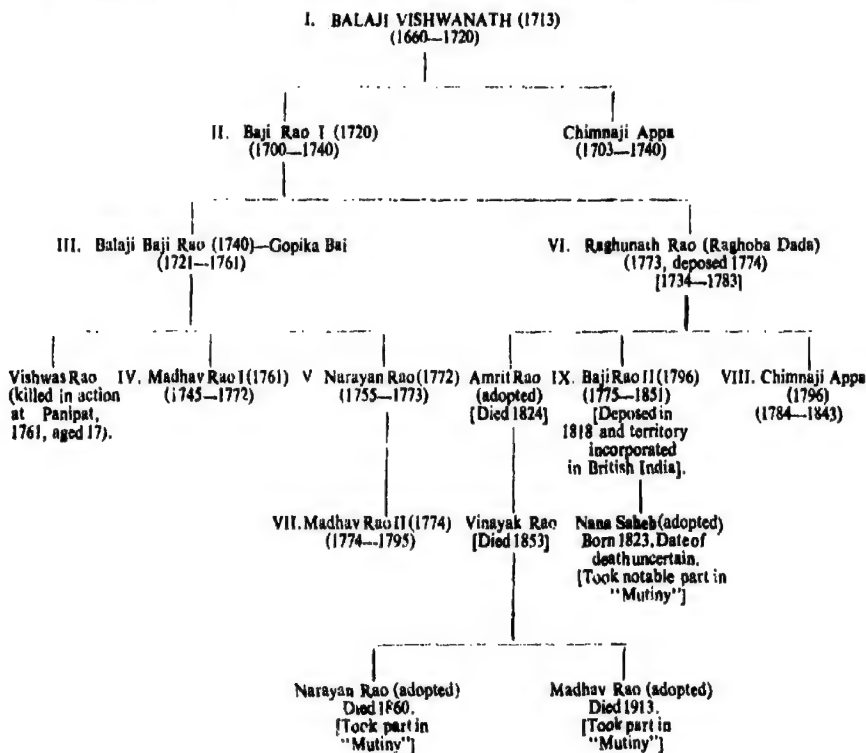 I. BALAJI VISHWANATH (1713)
(1660—1720)
II. Baji Rao I (1720)
(1700—1740)
Chimnaji Appa
(1703—1740)
III. Balaji Baji Rao (1740)—Gopika Bai
(1721—1761)
VI. Raghunath Rao (Raghoba Dada)
(1773, deposed 1774)
[1734—1783]
Vishwas Rao
(killed in action
at Panipat,
1761, aged 17).
IV. Madhav Rao I (1761)
(1745—1772)
V Narayan Rao (1772)
(1755—1773)
Amrit Rao
(adopted)
[Died 1824]
IX. Baji Rao II (1796)
(1775—1851)
[Deposed in
1818 and territory
incorporated
in British India].
VIII. Chimnaji Appa
(1796)
(1784—1843)
VII. Madhav Rao II (1774)
(1774—1795)
Vinayak Rao
[Died 1853]
Nana Saheb (adopted)
Born 1823, Date of
death uncertain.
[Took notable part in
"Mutiny"]
Narayan Rao (adopted)
Died 1860.
[Took part in
"Mutiny"]
Madhav Rao (adopted)
Died 1913.
[Took part in
"Mutiny"]